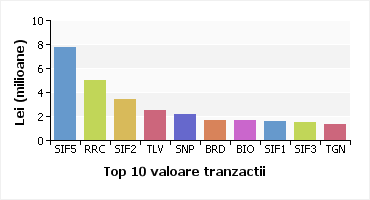 Lei (milioane)
10
8
6
4
2
0
SIF5 RRC SIF2 TLV SNP BRD BIO SIF1 SIF3 TGN
Top 10 valoare tranzactii